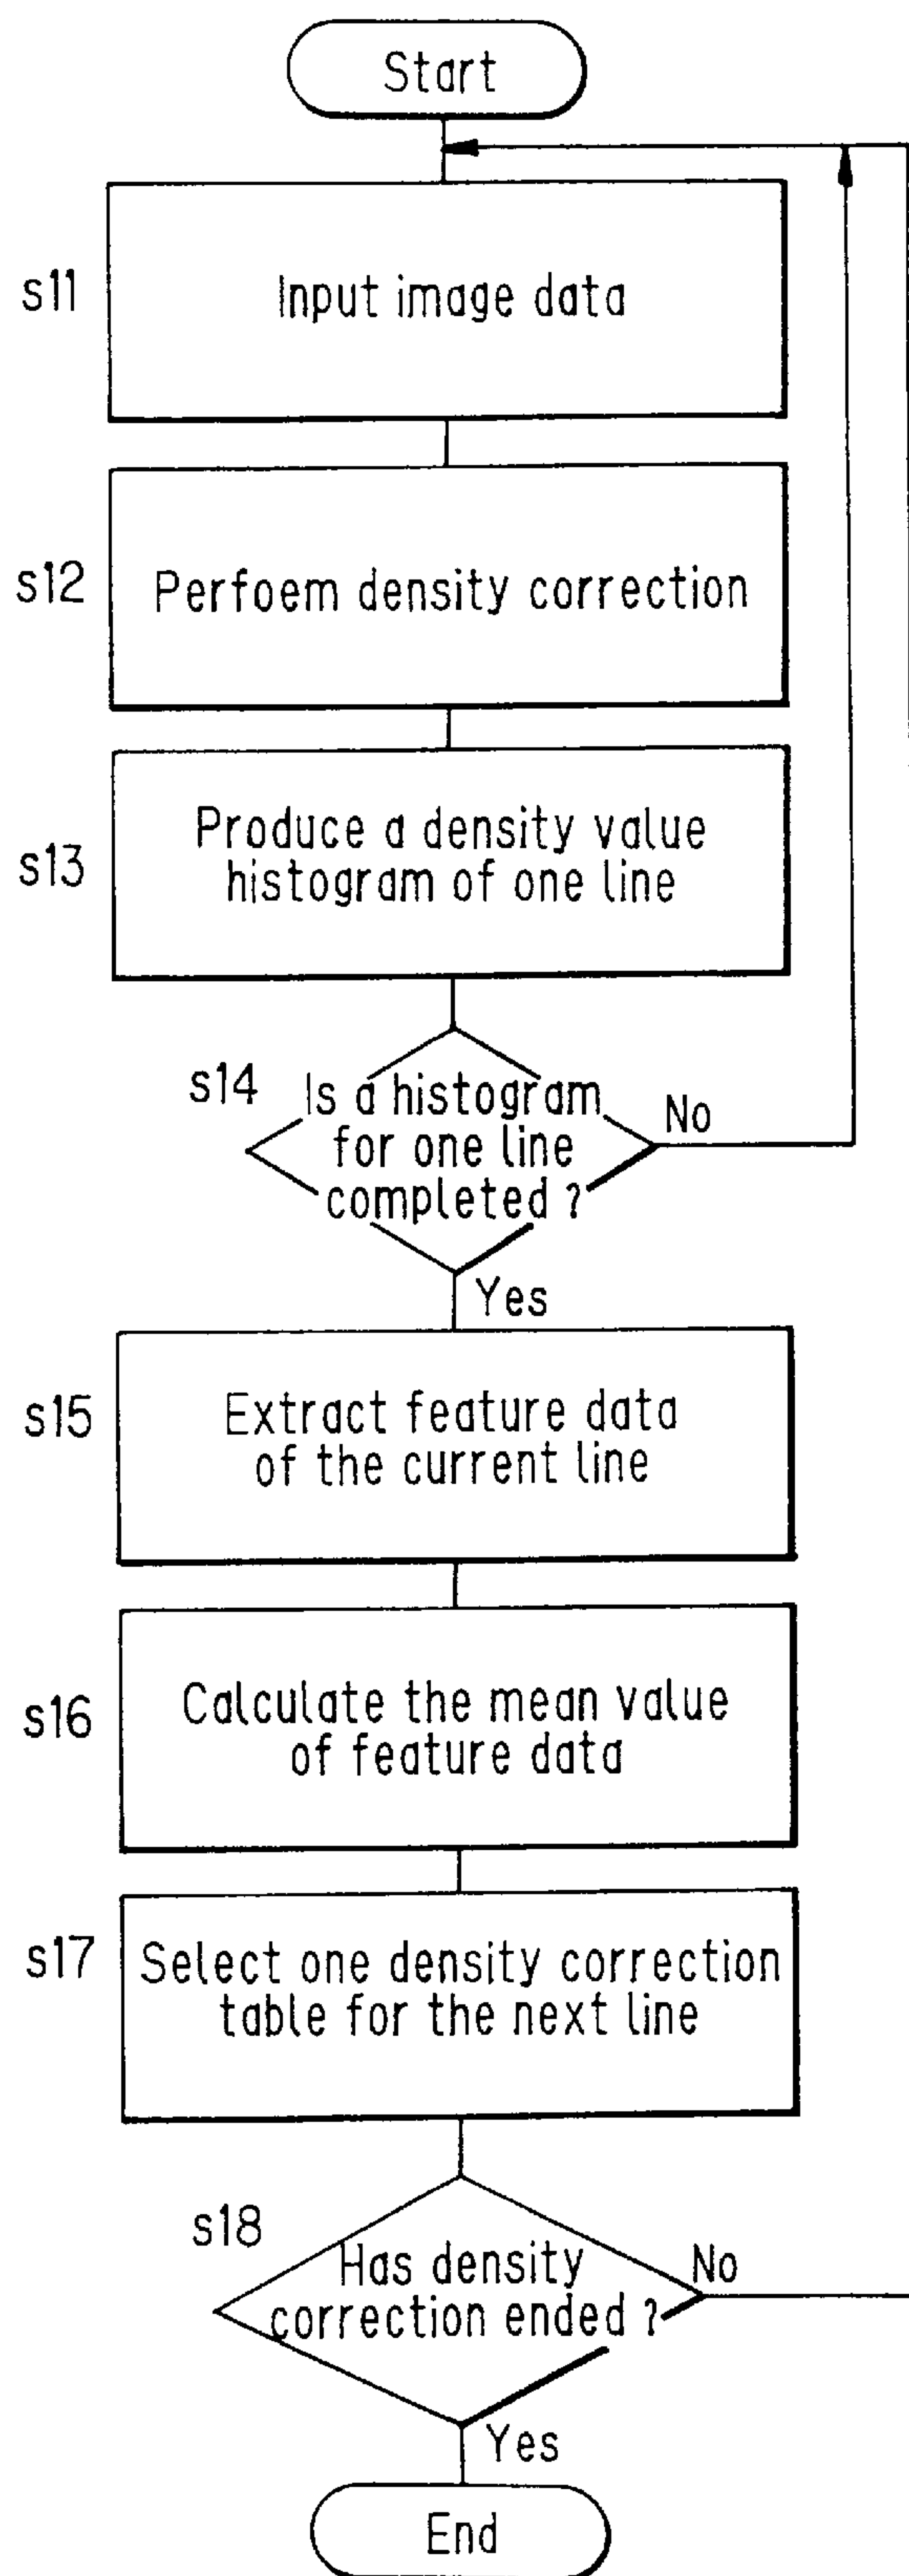 Start
s11
Input image data
s12
Perfoem density correction
s13
Produce a density value
histogram of one line
s14
Is a histogram
for one line
completed ?
No
Yes
s15
Extract feature data
of the current line
s16
Calculate the mean value
of feature data
s17
Select one density correction
table for the next line
s18
Has density
correction ended ?
No
Yes
End